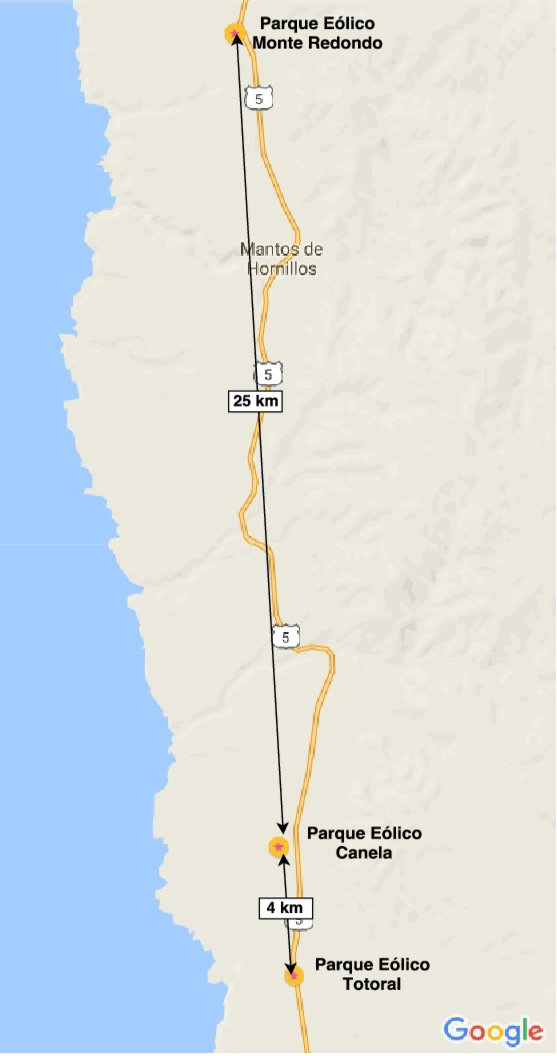 Parque Eólico
Monte Redondo
5
Mantos de
Hornillos
5
25 km
5
Parque Eólico
Canela
4 km
5
Parque Eólico
Totoral
Google